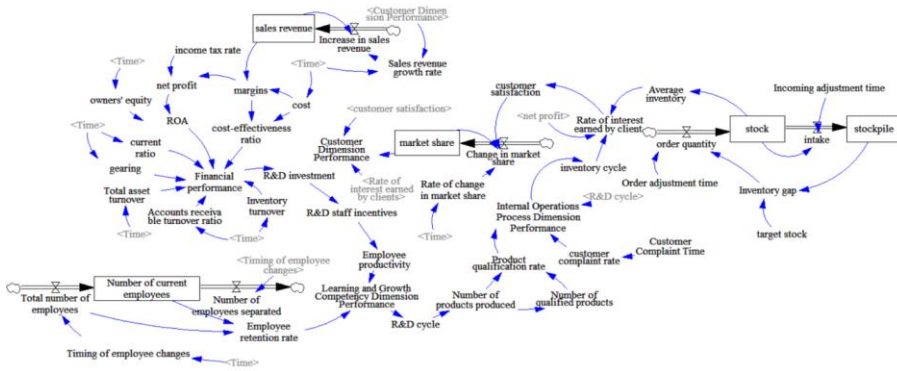 <Customer Dimen
sion Performance>
sales revenue
Increase in sales
revenue
income tax rate
<Time>
Sales revenue
growth rate
<Time>
net profit
margins
owners' equity
cost
ROA
cost-effectiveness
ratio
<Time>
current
ratio
gearing
Financial
performance
Total asset
turnover
Accounts receiva
ble turnover ratio
Inventory
turnover
<Time>
<Time>
R&D investment
R&D staff incentives
<customer satisfaction>
Customer
Dimension
Performance
market share
Change in market
share
<Rate of
interest earned
by clients>
Rate of change
in market share
<Time>
customer
satisfaction
<net profit>
Rate of interest
earned by client
Average
inventory
Incoming adjustment time
order quantity
stock
intake
stockpile
inventory cycle
Order adjustment time
Inventory gap
target stock
<R&D cycle>
Internal Operations
Process Dimension
Performance
customer
complaint rate
Customer
Complaint Time
Product
qualification rate
Employee
productivity
Number of
products produced
Number of
qualified products
Learning and Growth
Competency Dimension
Performance
R&D cycle
<Timing of employee
changes>
Number of current
employees
Total number of
employees
Number of
employees separated
Employee
retention rate
Timing of employee changes
<Time>